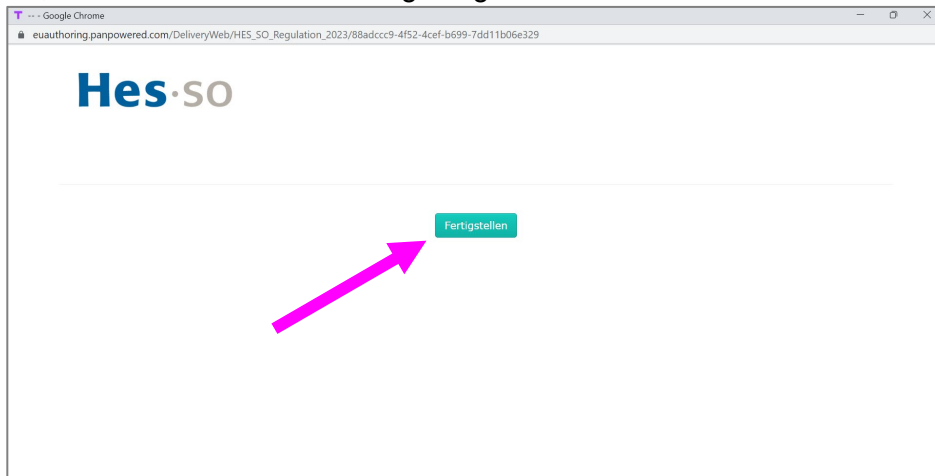 T -- - Google Chrome
euauthoring.panpowered.com/DeliveryWeb/HES_SO_Regulation_2023/88adccc9-4f52-4cef-b699-7dd11b06e329
Hes·so
Fertigstellen